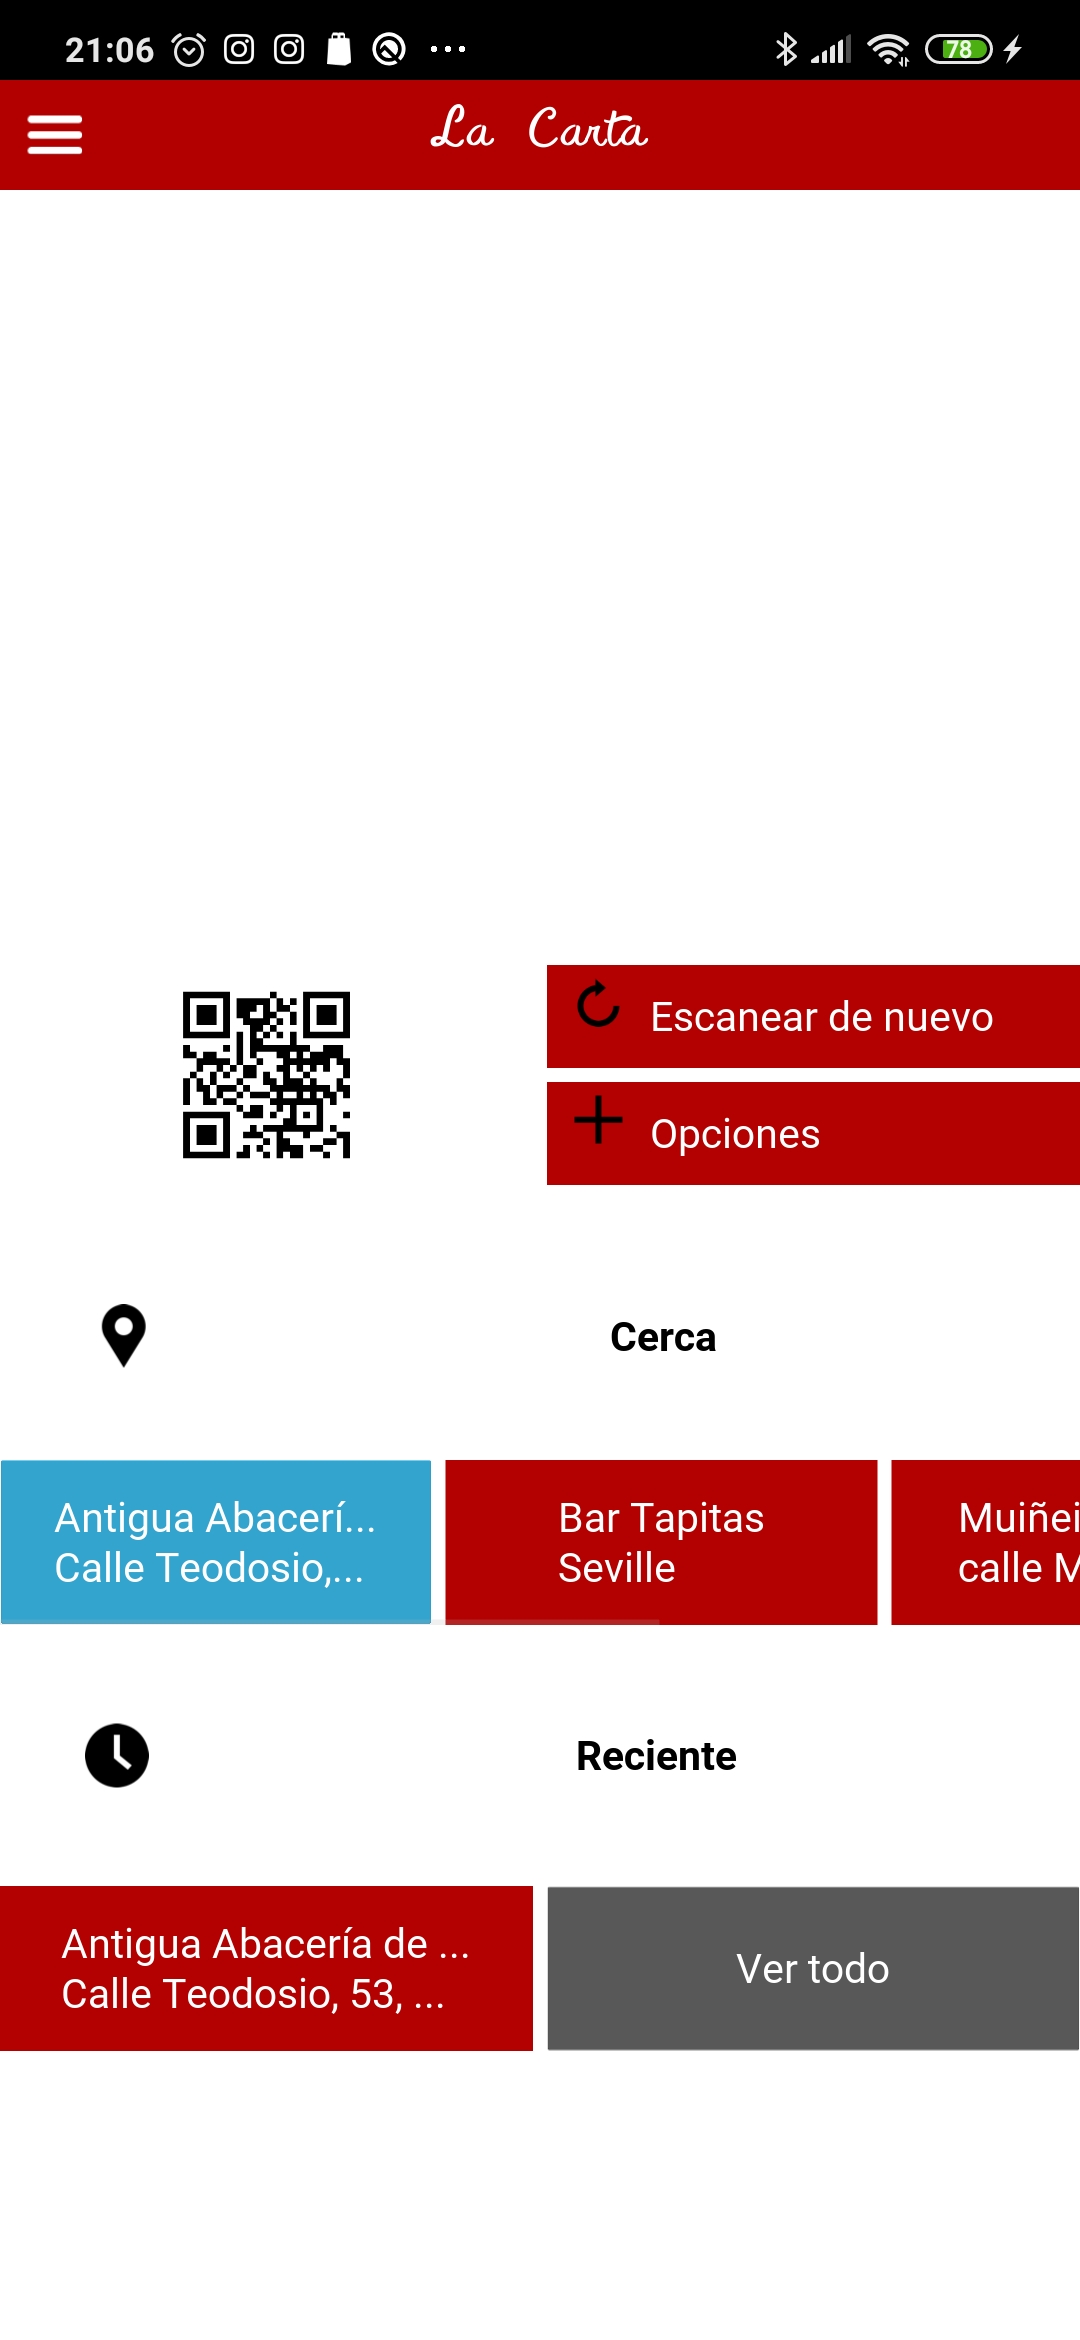 21:06
78
La Carta
Escanear de nuevo
Opciones
Cerca
Antigua Abacerí...
Calle Teodosio,...
Bar Tapitas
Seville
Muiñei
calle M
Reciente
Antigua Abacería de ...
Calle Teodosio, 53, ...
Ver todo